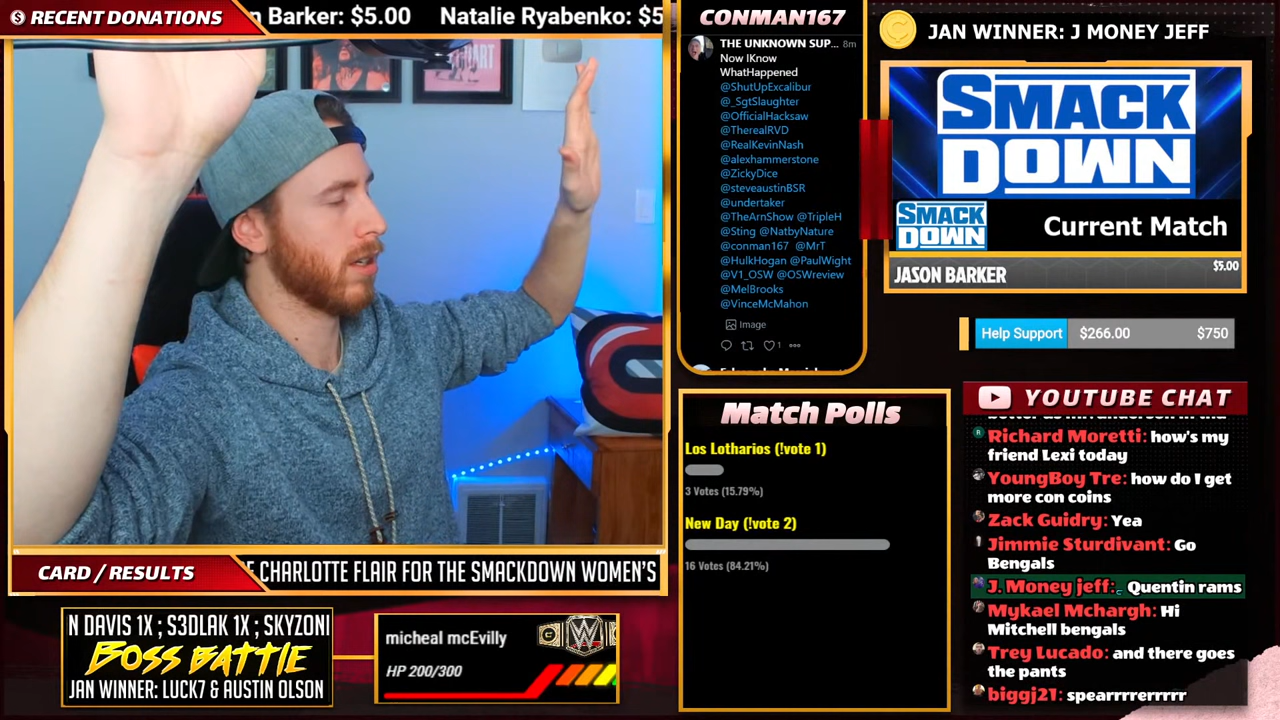 RECENT DONATIONS
n Barker: $5.00 Natalie Ryabenko: $5
HART
CONMAN167
THE UNKNOWN SUP... 8m
Now IKnow
WhatHappened
@ShutUpExcalibur
@_SgtSlaughter
@OfficialHacksaw
@TherealRVD
@RealKevinNash
@alexhammerstone
@ZickyDice
@steveaustinBSR
@undertaker
@TheArnShow @TripleH
@Sting @NatbyNature
@conman167 @MrT
@HulkHogan @PaulWight
@V1_OSW @OSWreview
@MelBrooks
@VinceMcMahon
Image
1
JAN WINNER: J MONEY JEFF
SMACK
DOWN
SMACK
DOWN
Current Match
JASON BARKER $5.00
Help Support $266.00 $750
Match Polls
Los Lotharios (!vote 1)
3 Votes (15.79%)
New Day (!vote 2)
16 Votes (84.21%)
YOUTUBE CHAT
Richard Moretti: how's my
friend Lexi today
YoungBoy Tre: how do I get
more con coins
Zack Guidry: Yea
Jimmie Sturdivant: Go
Bengals
J. Money jeff: Quentin rams
Mykael Mchargh: Hi
Mitchell bengals
Trey Lucado: and there goes
the pants
biggj21: spearrrrerrrrr
CARD / RESULTS
E CHARLOTTE FLAIR FOR THE SMACKDOWN WOMEN'S
N DAVIS 1X ; S3DLAK 1X ; SKYZONI
BOSS BATTLE
JAN WINNER: LUCK7 & AUSTIN OLSON
micheal mcEvilly
HP 200/300